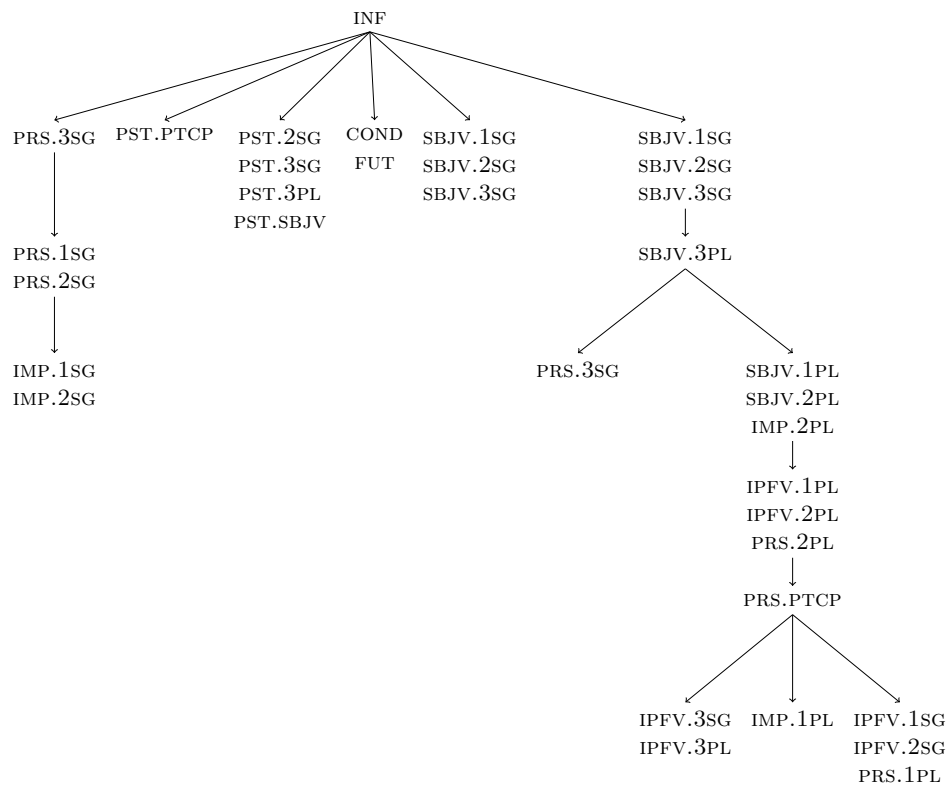 INF
PRS.3SG PST.PTCP PST.2SG COND SBJV.1SG SBJV.1SG
PST.3SG FUT SBJV.2SG SBJV.2SG
PST.3PL SBJV.3SG SBJV.3SG
PST.SBJV
PRS.1SG SBJV.3PL
PRS.2SG
IMP.1SG PRS.3SG SBJV.1PL
IMP.2SG SBJV.2PL
IMP.2PL
IPFV.1PL
IPFV.2PL
PRS.2PL
PRS.PTCP
IPFV.3SG IMP.1PL IPFV.1SG
IPFV.3PL IPFV.2SG
PRS.1PL